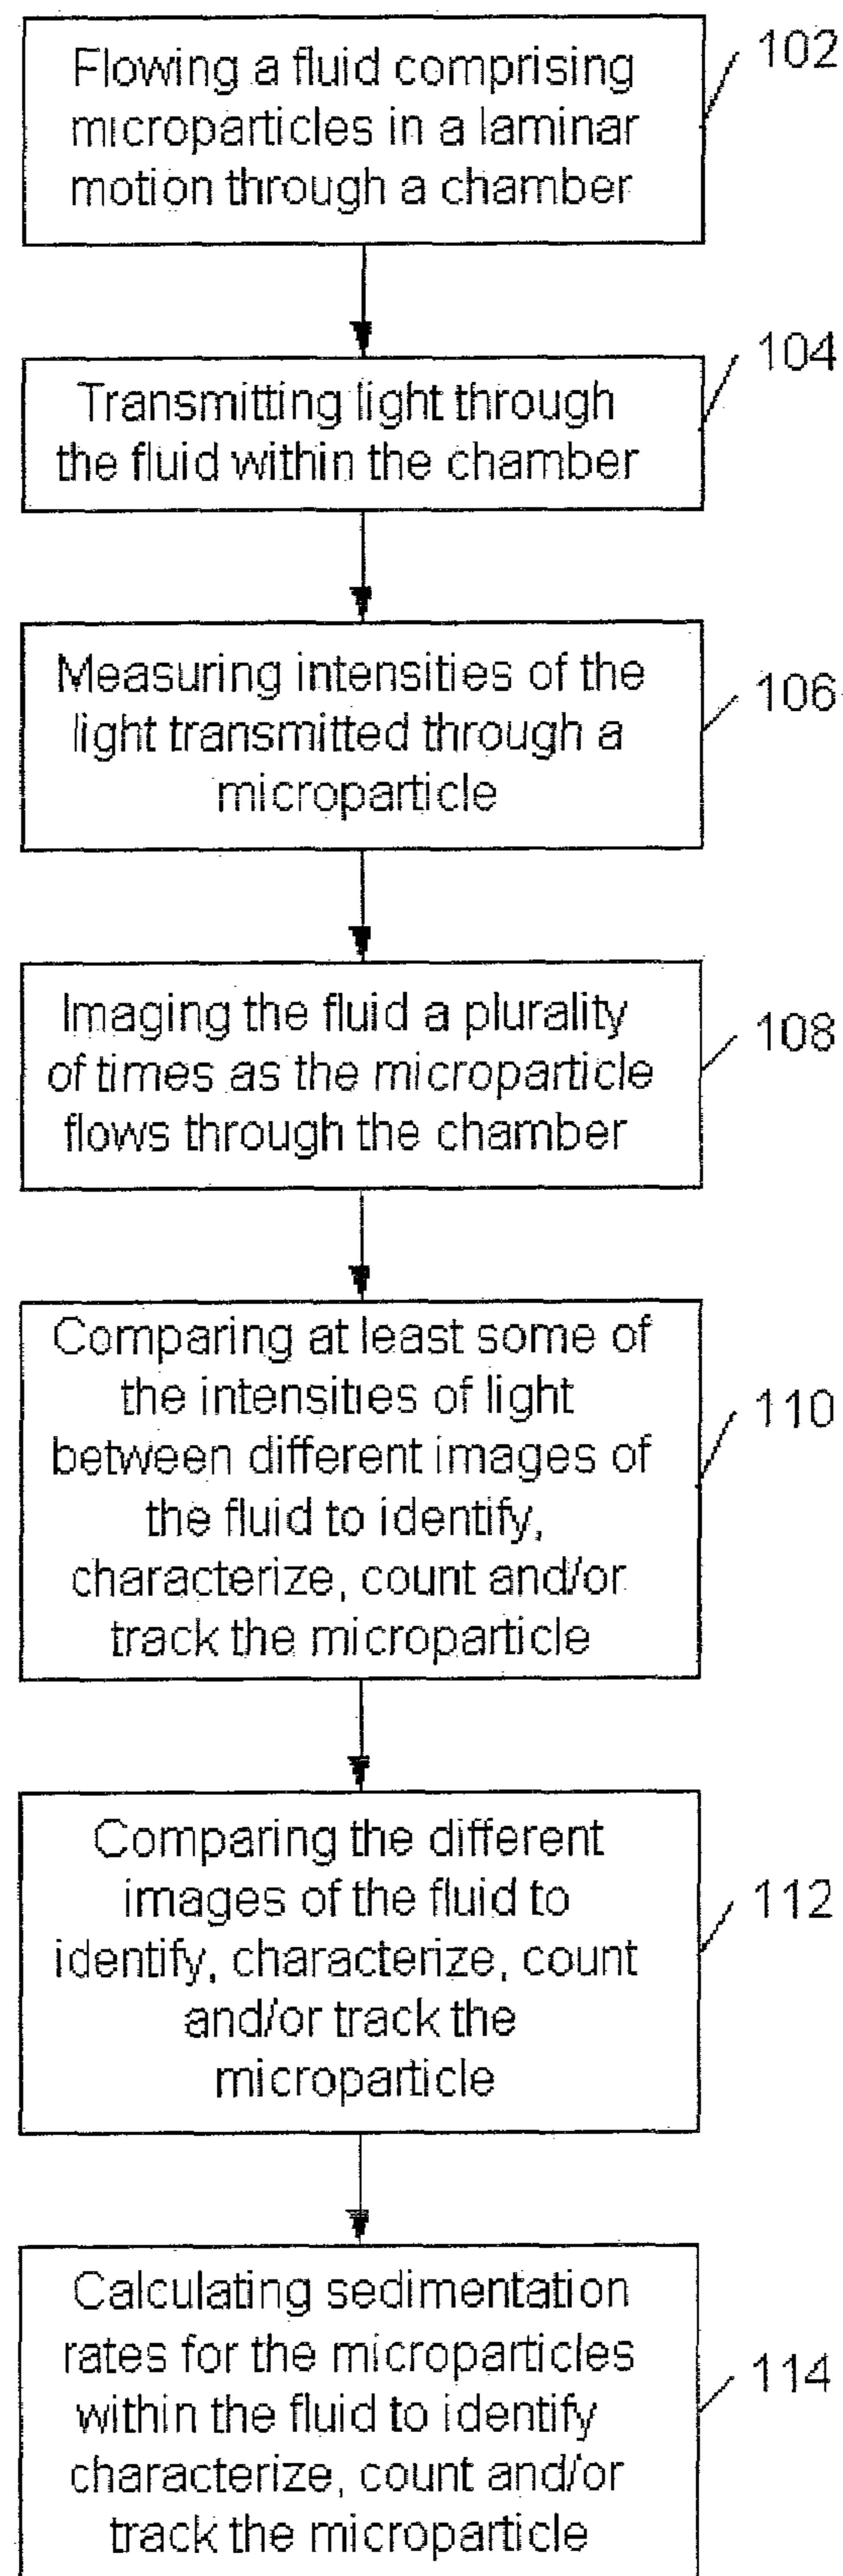 Flowing a fluid comprising
microparticles in a laminar
motion through a chamber
102
Transmitting light through
the fluid within the chamber
104
Measuring intensities of the
light transmitted through a
microparticle
106
Imaging the fluid a plurality
of times as the microparticle
flows through the chamber
108
Comparing at least some of
the intensities of light
between different images of
the fluid to identify,
characterize, count and/or
track the microparticle
110
Comparing the different
images of the fluid to
identify, characterize, count
and/or track the
microparticle
112
Calculating sedimentation
rates for the microparticles
within the fluid to identify
characterize, count and/or
track the microparticle
114